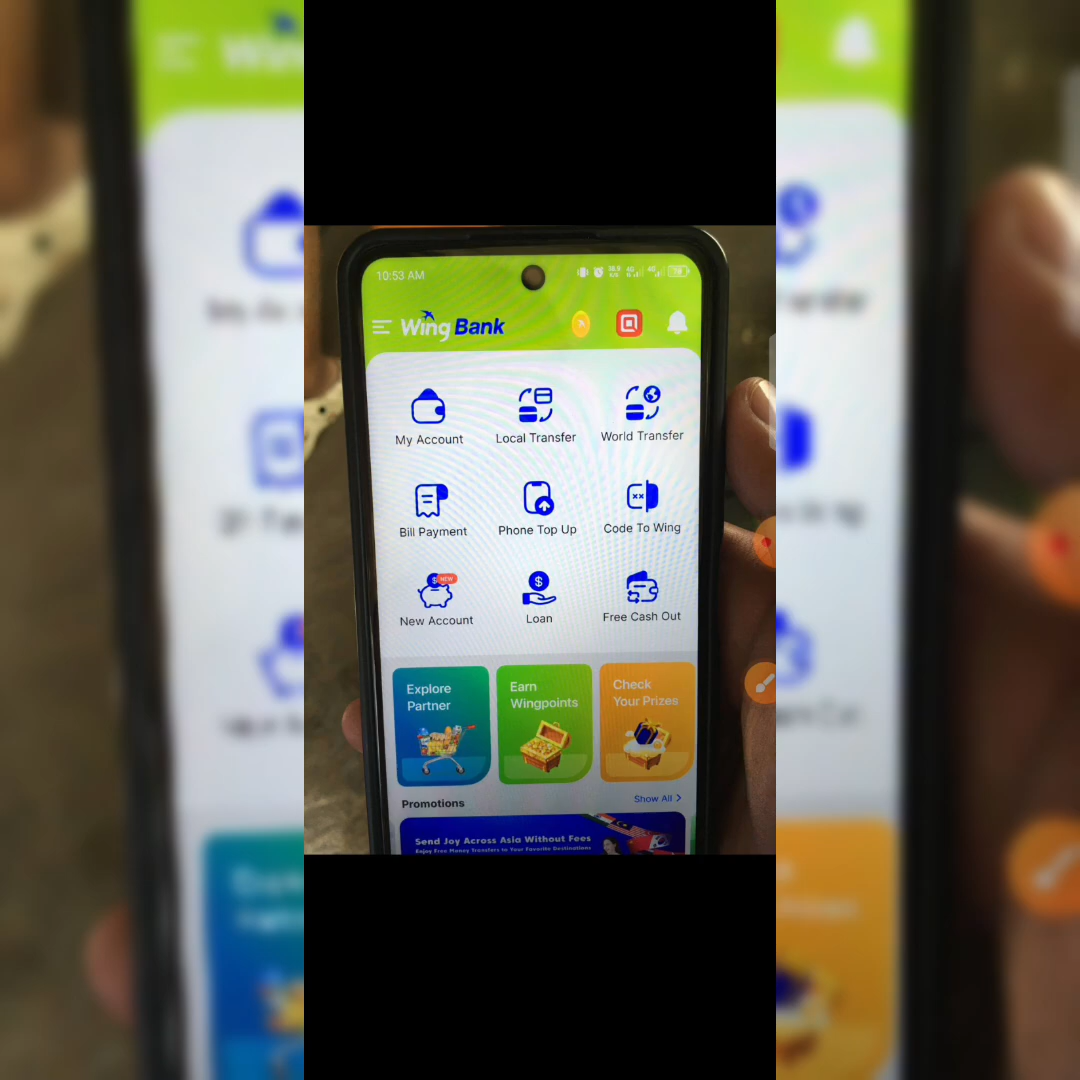 10:53 AM
Wing Bank
My Account
Local Transfer
World Transfer
Bill Payment
Phone Top Up
Code To Wing
NEW
New Account
Loan
Free Cash Out
Explore
Partner
Earn
Wingpoints
Check
Your Prizes
Promotions
Show All >
Send Joy Across Asia Without Fees
Enjoy Free Money Transfers to Your Favorite Destinations